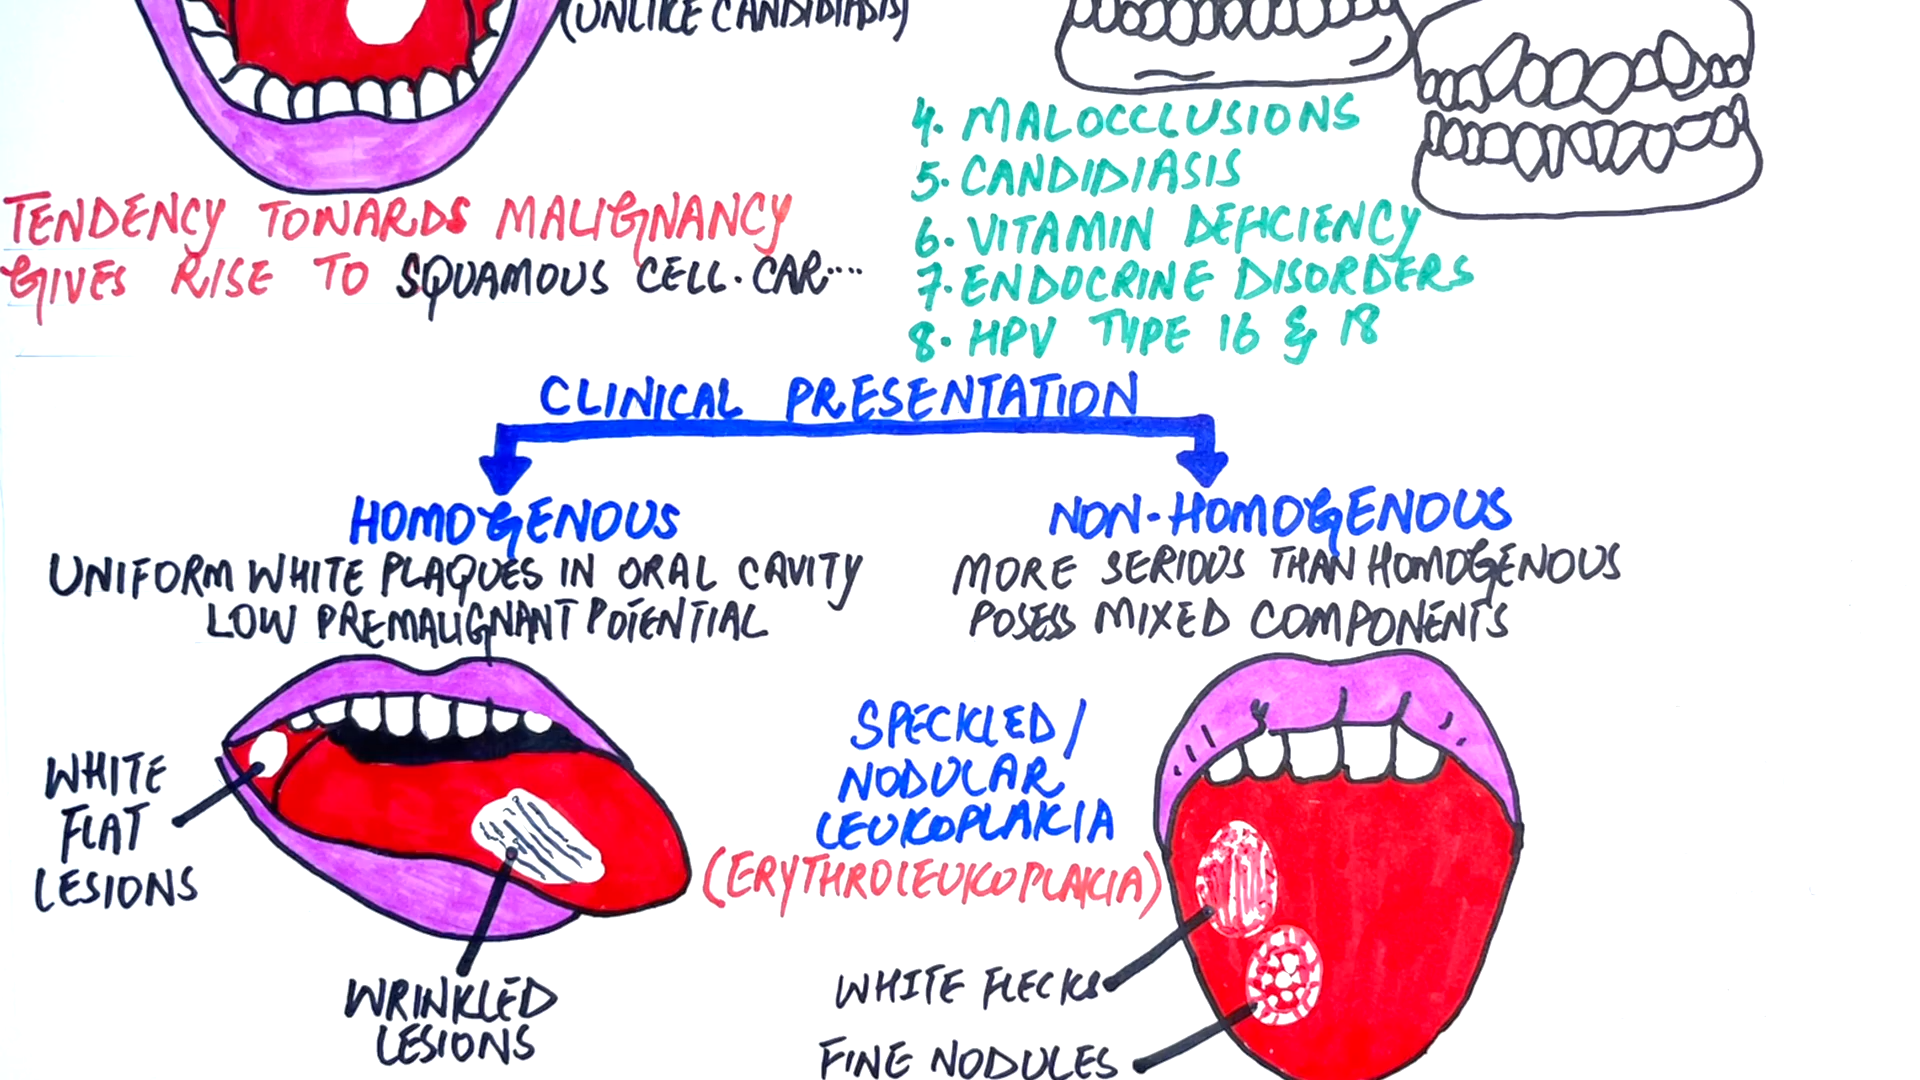 (UNLIKE CANDIDIASIS)
TENDENCY TOWARDS MALIGNANCY
GIVES RISE TO SQUAMOUS CELL.CAR....
4. MALOCCLUSIONS
5. CANDIDIASIS
6. VITAMIN DEFICIENCY
7. ENDOCRINE DISORDERS
8. HPV TYPE 16 & 18
CLINICAL PRESENTATION
HOMOGENOUS
UNIFORM WHITE PLAQUES IN ORAL CAVITY
LOW PREMALIGNANT POTENTIAL
WHITE
FLAT
LESIONS
WRINKLED
LESIONS
NON-HOMOGENOUS
MORE SERIOUS THAN HOMOGENOUS
POSESS MIXED COMPONENTS
SPECKLED/
NODULAR
LEUKOPLAKIA
(ERYTHROLEUKOPLAKIA)
WHITE FLECKS
FINE NODULES